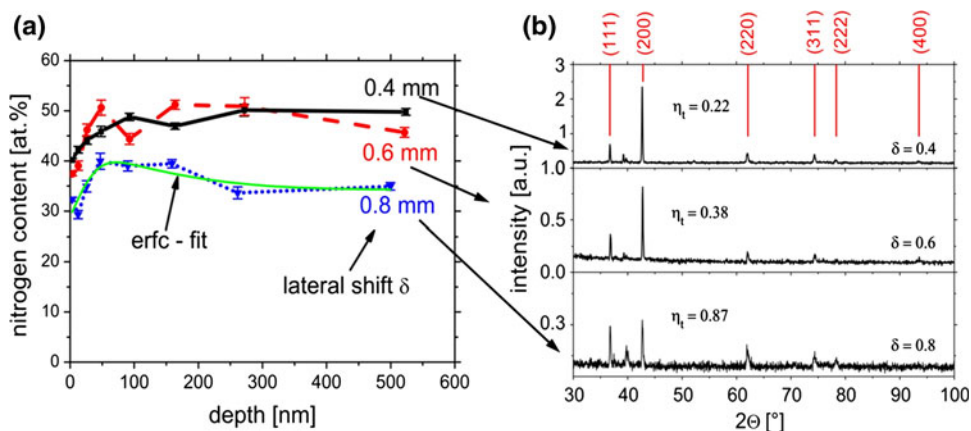 (a)
nitrogen content [at.%]
60
50
40
30
20
10
0
0 100 200 300 400 500 600
depth [nm]
0.4 mm
0.6 mm
0.8 mm
erfc - fit
lateral shift δ
(b)
(111) (200) (220) (311) (222) (400)
intensity [a.u.]
3
2
1
1.0
0.5
0.0
0.3
ηt = 0.22
δ = 0.4
ηt = 0.38
δ = 0.6
ηt = 0.87
δ = 0.8
30 40 50 60 70 80 90 100
2Θ [°]